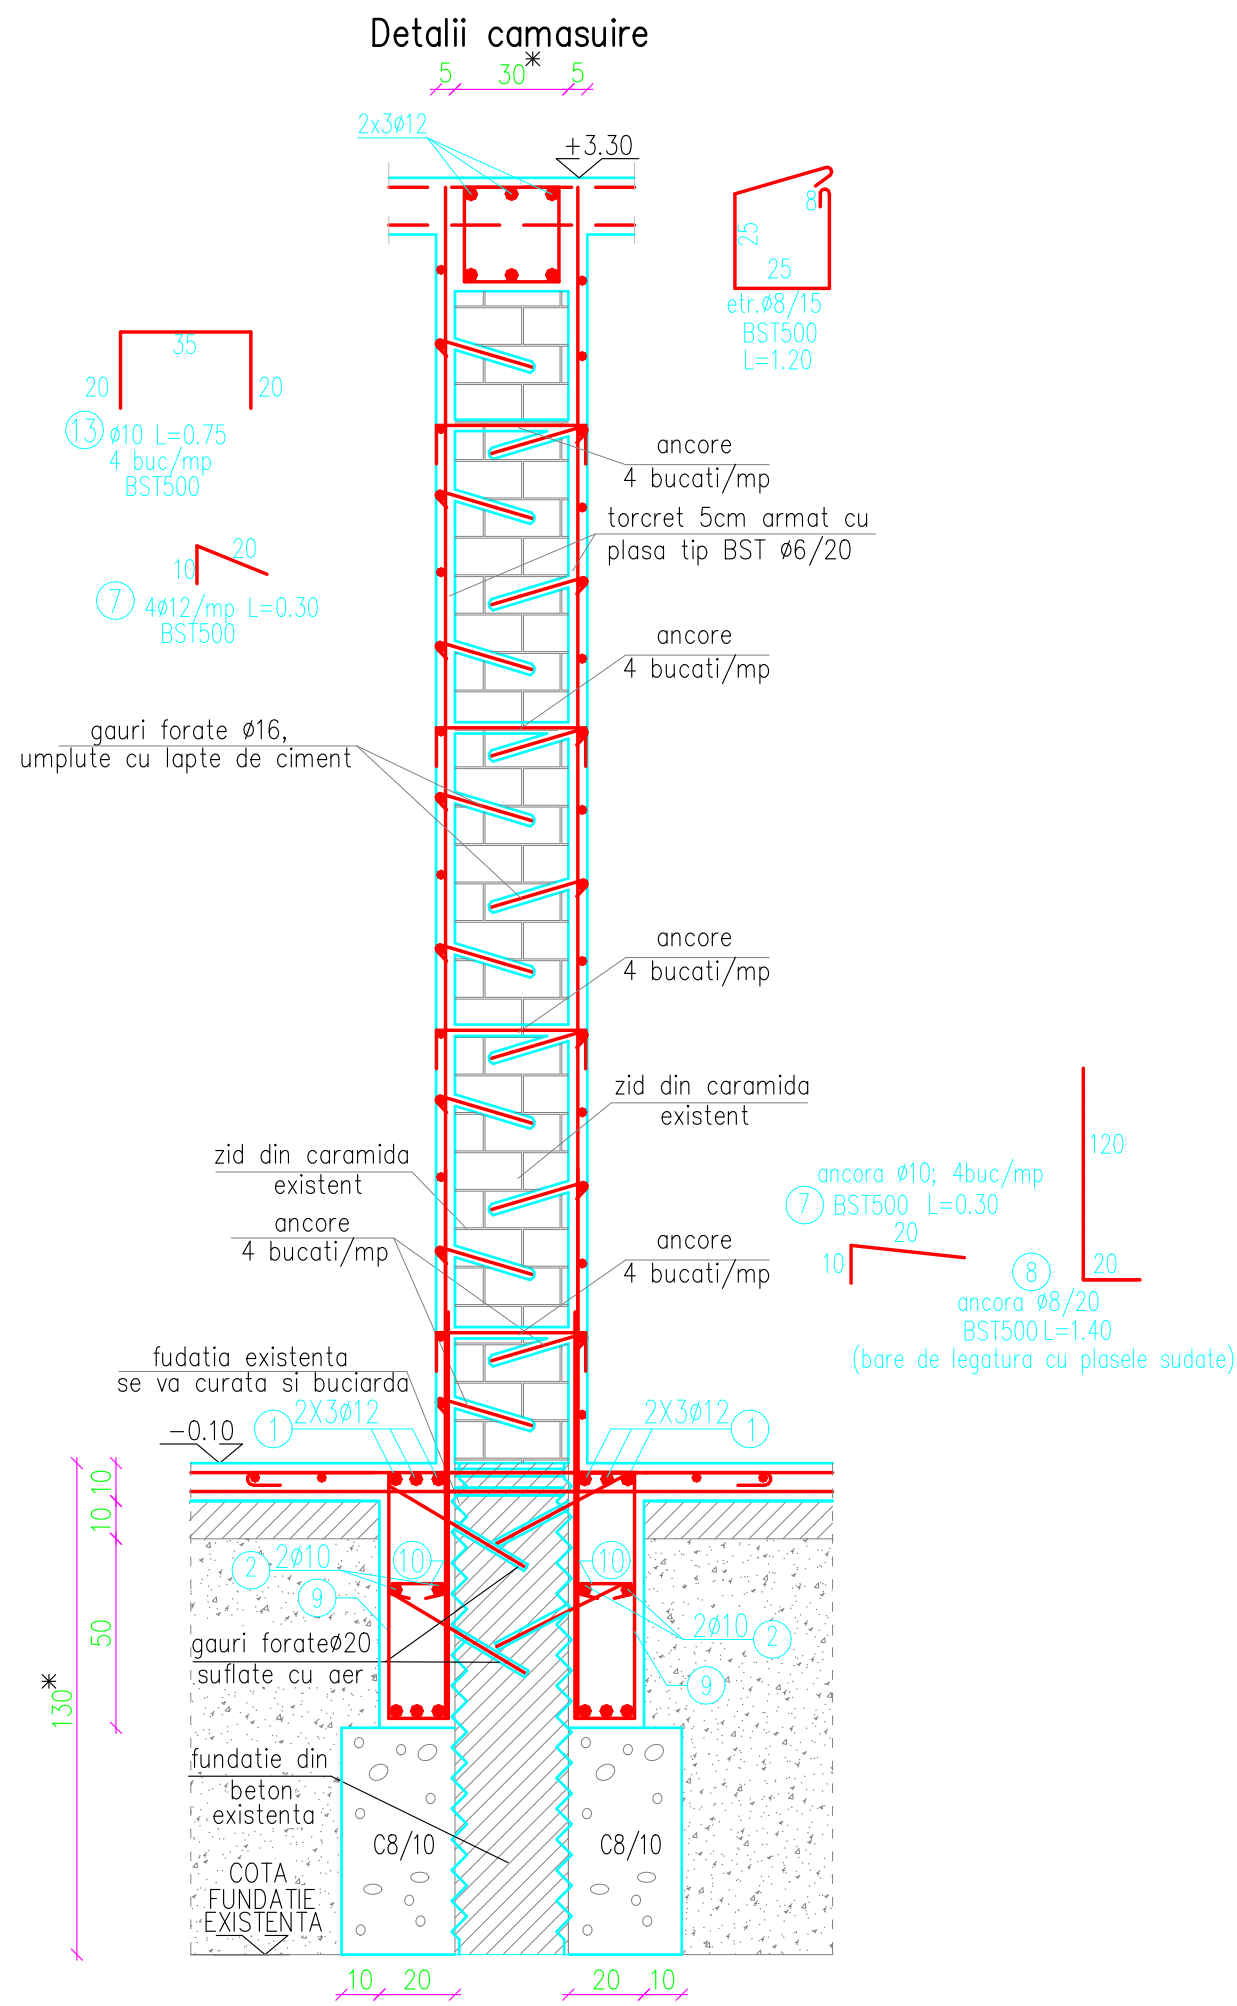 Detalii camasuire
5 30* 5
2x3ø12
+3.30
8
25
25
etr.ø8/15
BST500
L=1.20
35
20 20
13 ø10 L=0.75
4 buc/mp
BST500
ancore
4 bucati/mp
torcret 5cm armat cu
plasa tip BST ø6/20
20
10
7 4ø12/mp L=0.30
BST500
ancore
4 bucati/mp
gauri forate ø16,
umplute cu lapte de ciment
ancore
4 bucati/mp
zid din caramida
existent
zid din caramida
existent
ancore
4 bucati/mp
ancore
4 bucati/mp
120
ancora ø10; 4buc/mp
7 BST500 L=0.30
20
10
20
8
ancora ø8/20
BST500 L=1.40
(bare de legatura cu plasele sudate)
fudatia existenta
se va curata si buciarda
1 2X3ø12
2X3ø12 1
-0.10
10
10
50
130*
2 2ø10
10
10
9
2ø10 2
9
gauri forateø20
suflate cu aer
fundatie din
beton
existenta
C8/10
C8/10
COTA
FUNDATIE
EXISTENTA
10 20 20 10